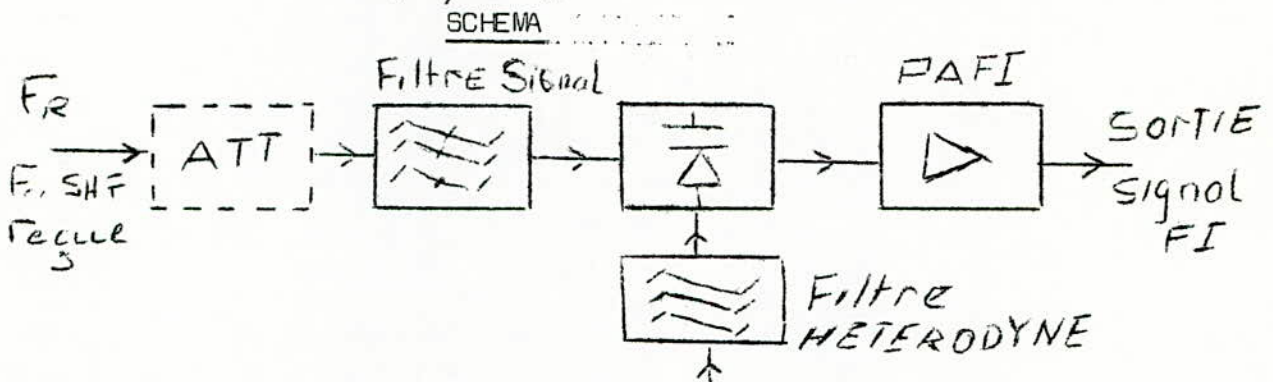 SCHEMA
FR
F. SHF
reçue
ATT
Filtre Signal
PAFI
SORTIE
Signal
FI
Filtre
HETERODYNE